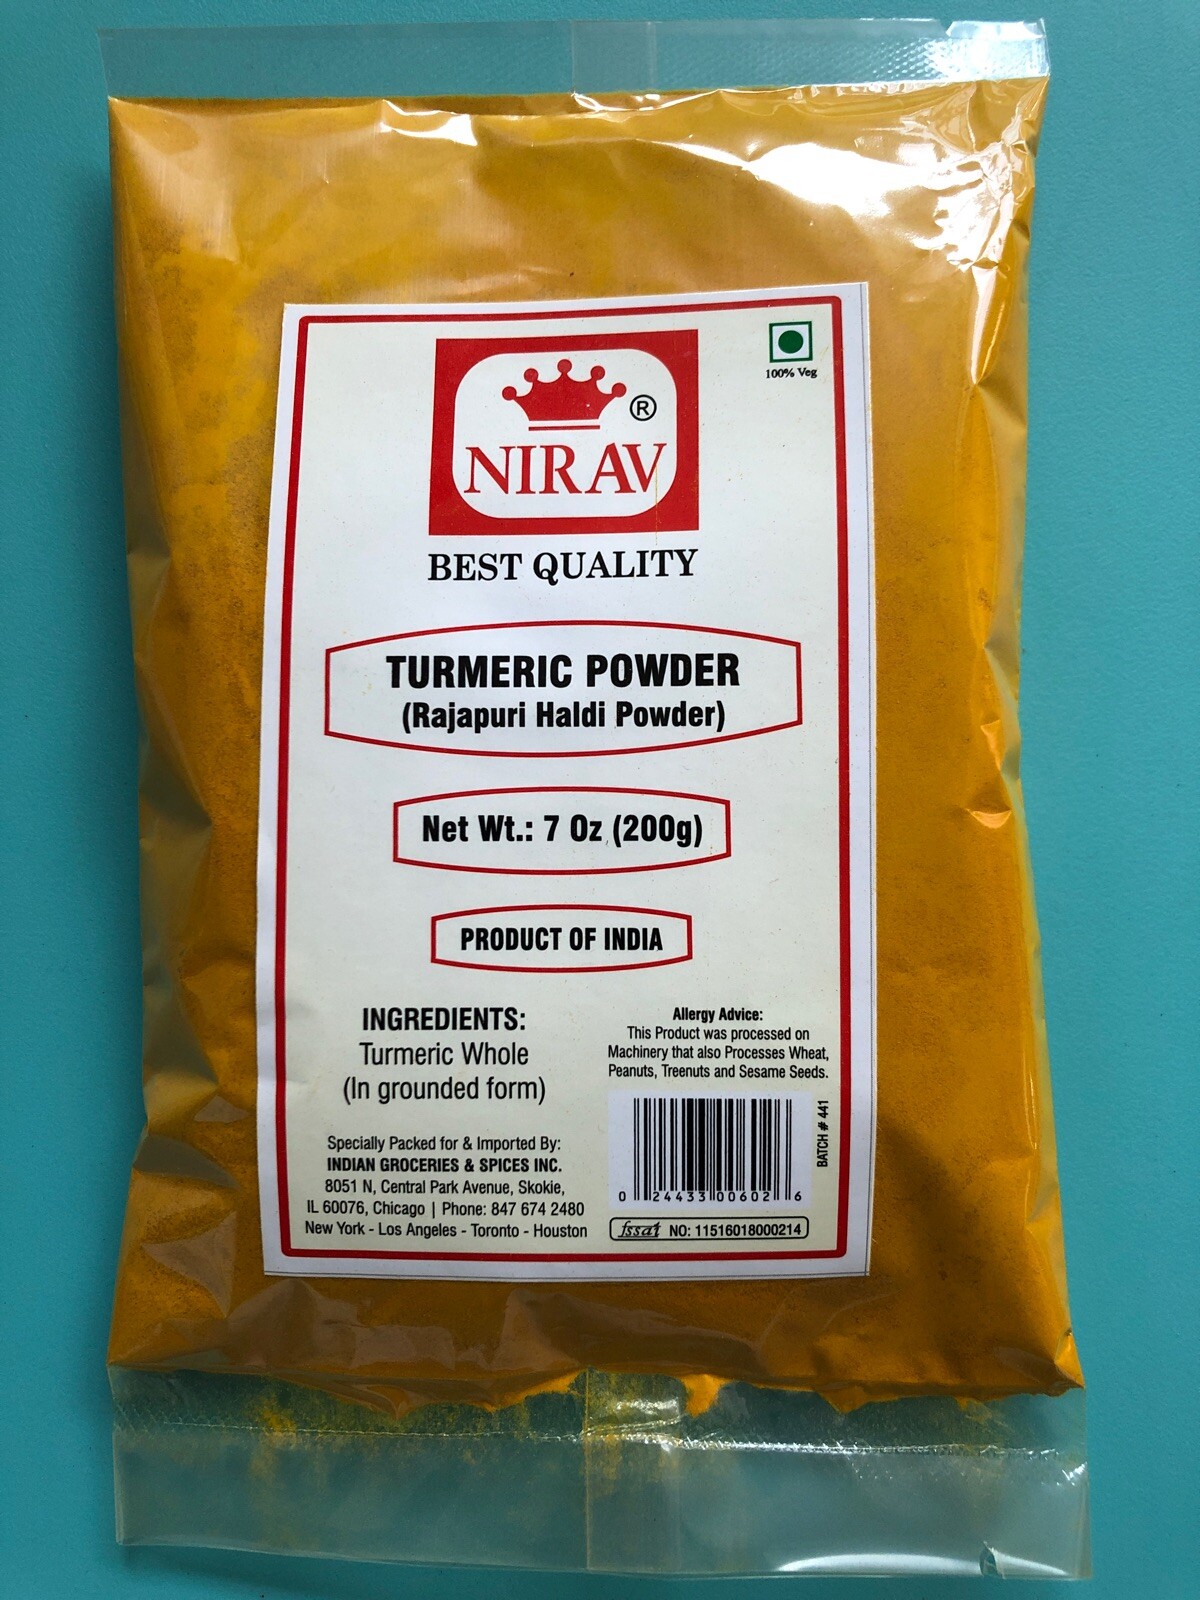 100% Veg
NIRAV ®
BEST QUALITY
TURMERIC POWDER
(Rajapuri Haldi Powder)
Net Wt.: 7 Oz (200g)
PRODUCT OF INDIA
INGREDIENTS:
Turmeric Whole
(In grounded form)
Allergy Advice:
This Product was processed on
Machinery that also Processes Wheat,
Peanuts, Treenuts and Sesame Seeds.
Specially Packed for & Imported By:
INDIAN GROCERIES & SPICES INC.
8051 N, Central Park Avenue, Skokie,
IL 60076, Chicago | Phone: 847 674 2480
New York - Los Angeles - Toronto - Houston
BATCH # 441
0 24433 00602 6
fssai NO: 11516018000214